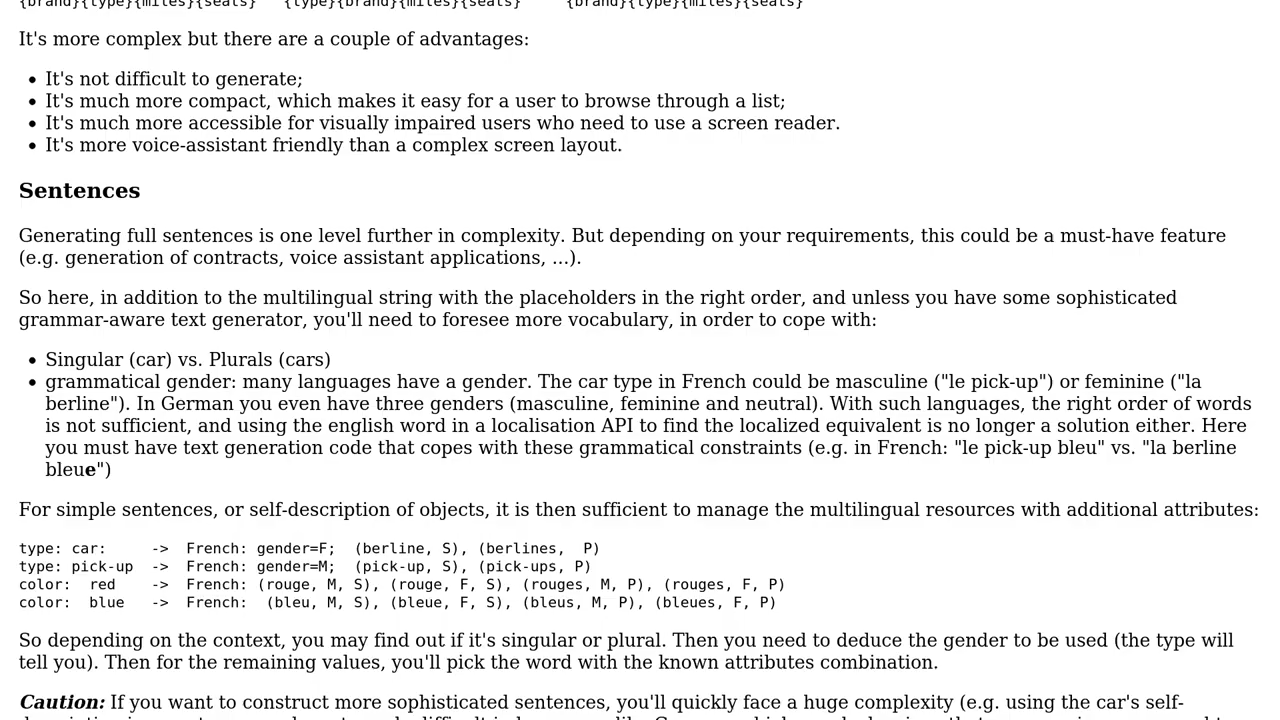 {brand}{type}{miles}{seats}   {type}{brand}{miles}{seats}     {brand}{type}{miles}{seats}
It's more complex but there are a couple of advantages:
It's not difficult to generate;
It's much more compact, which makes it easy for a user to browse through a list;
It's much more accessible for visually impaired users who need to use a screen reader.
It's more voice-assistant friendly than a complex screen layout.
Sentences
Generating full sentences is one level further in complexity. But depending on your requirements, this could be a must-have feature
(e.g. generation of contracts, voice assistant applications, ...).
So here, in addition to the multilingual string with the placeholders in the right order, and unless you have some sophisticated
grammar-aware text generator, you'll need to foresee more vocabulary, in order to cope with:
Singular (car) vs. Plurals (cars)
grammatical gender: many languages have a gender. The car type in French could be masculine ("le pick-up") or feminine ("la
berline"). In German you even have three genders (masculine, feminine and neutral). With such languages, the right order of words
is not sufficient, and using the english word in a localisation API to find the localized equivalent is no longer a solution either. Here
you must have text generation code that copes with these grammatical constraints (e.g. in French: "le pick-up bleu" vs. "la berline
bleue")
For simple sentences, or self-description of objects, it is then sufficient to manage the multilingual resources with additional attributes:
type: car:     ->  French: gender=F;  (berline, S), (berlines,  P)
type: pick-up  ->  French: gender=M;  (pick-up, S), (pick-ups, P)
color:  red    ->  French: (rouge, M, S), (rouge, F, S), (rouges, M, P), (rouges, F, P)
color:  blue   ->  French:  (bleu, M, S), (bleue, F, S), (bleus, M, P), (bleues, F, P)
So depending on the context, you may find out if it's singular or plural. Then you need to deduce the gender to be used (the type will
tell you). Then for the remaining values, you'll pick the word with the known attributes combination.
Caution: If you want to construct more sophisticated sentences, you'll quickly face a huge complexity (e.g. using the car's self-